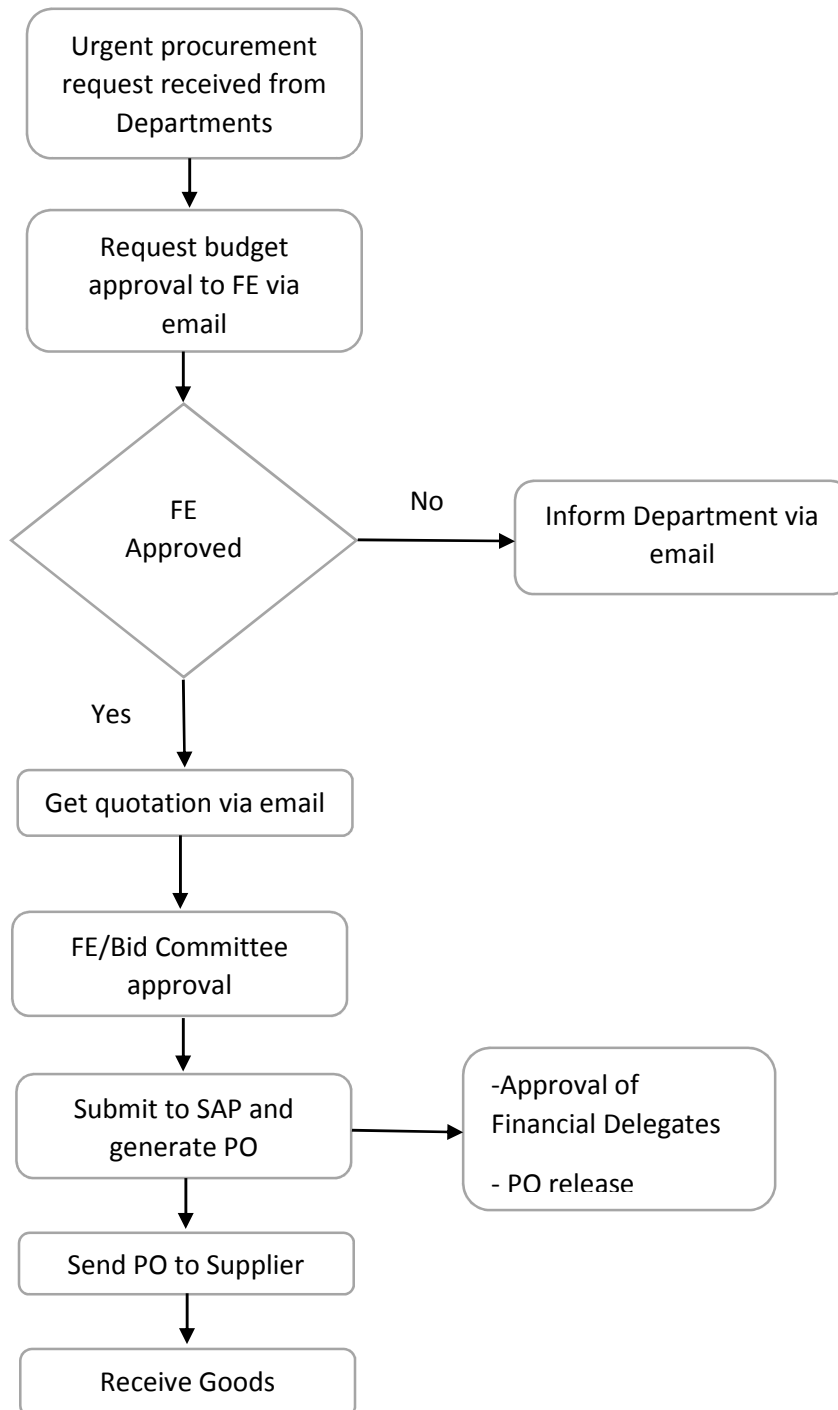 Urgent procurement
request received from
Departments
Request budget
approval to FE via
email
FE
Approved
No
Inform Department via
email
Yes
Get quotation via email
FE/Bid Committee
approval
Submit to SAP and
generate PO
-Approval of
Financial Delegates
- PO release
Send PO to Supplier
Receive Goods